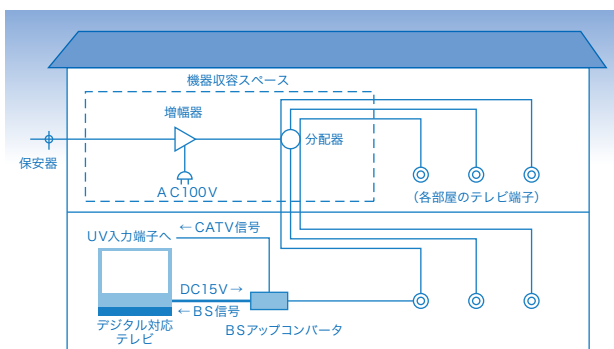 機器収容スペース
増幅器
分配器
保安器
AC100V
(各部屋のテレビ端子)
←CATV信号
UV入力端子へ
DC15V→
←BS信号
BSアップコンバータ
デジタル対応
テレビ